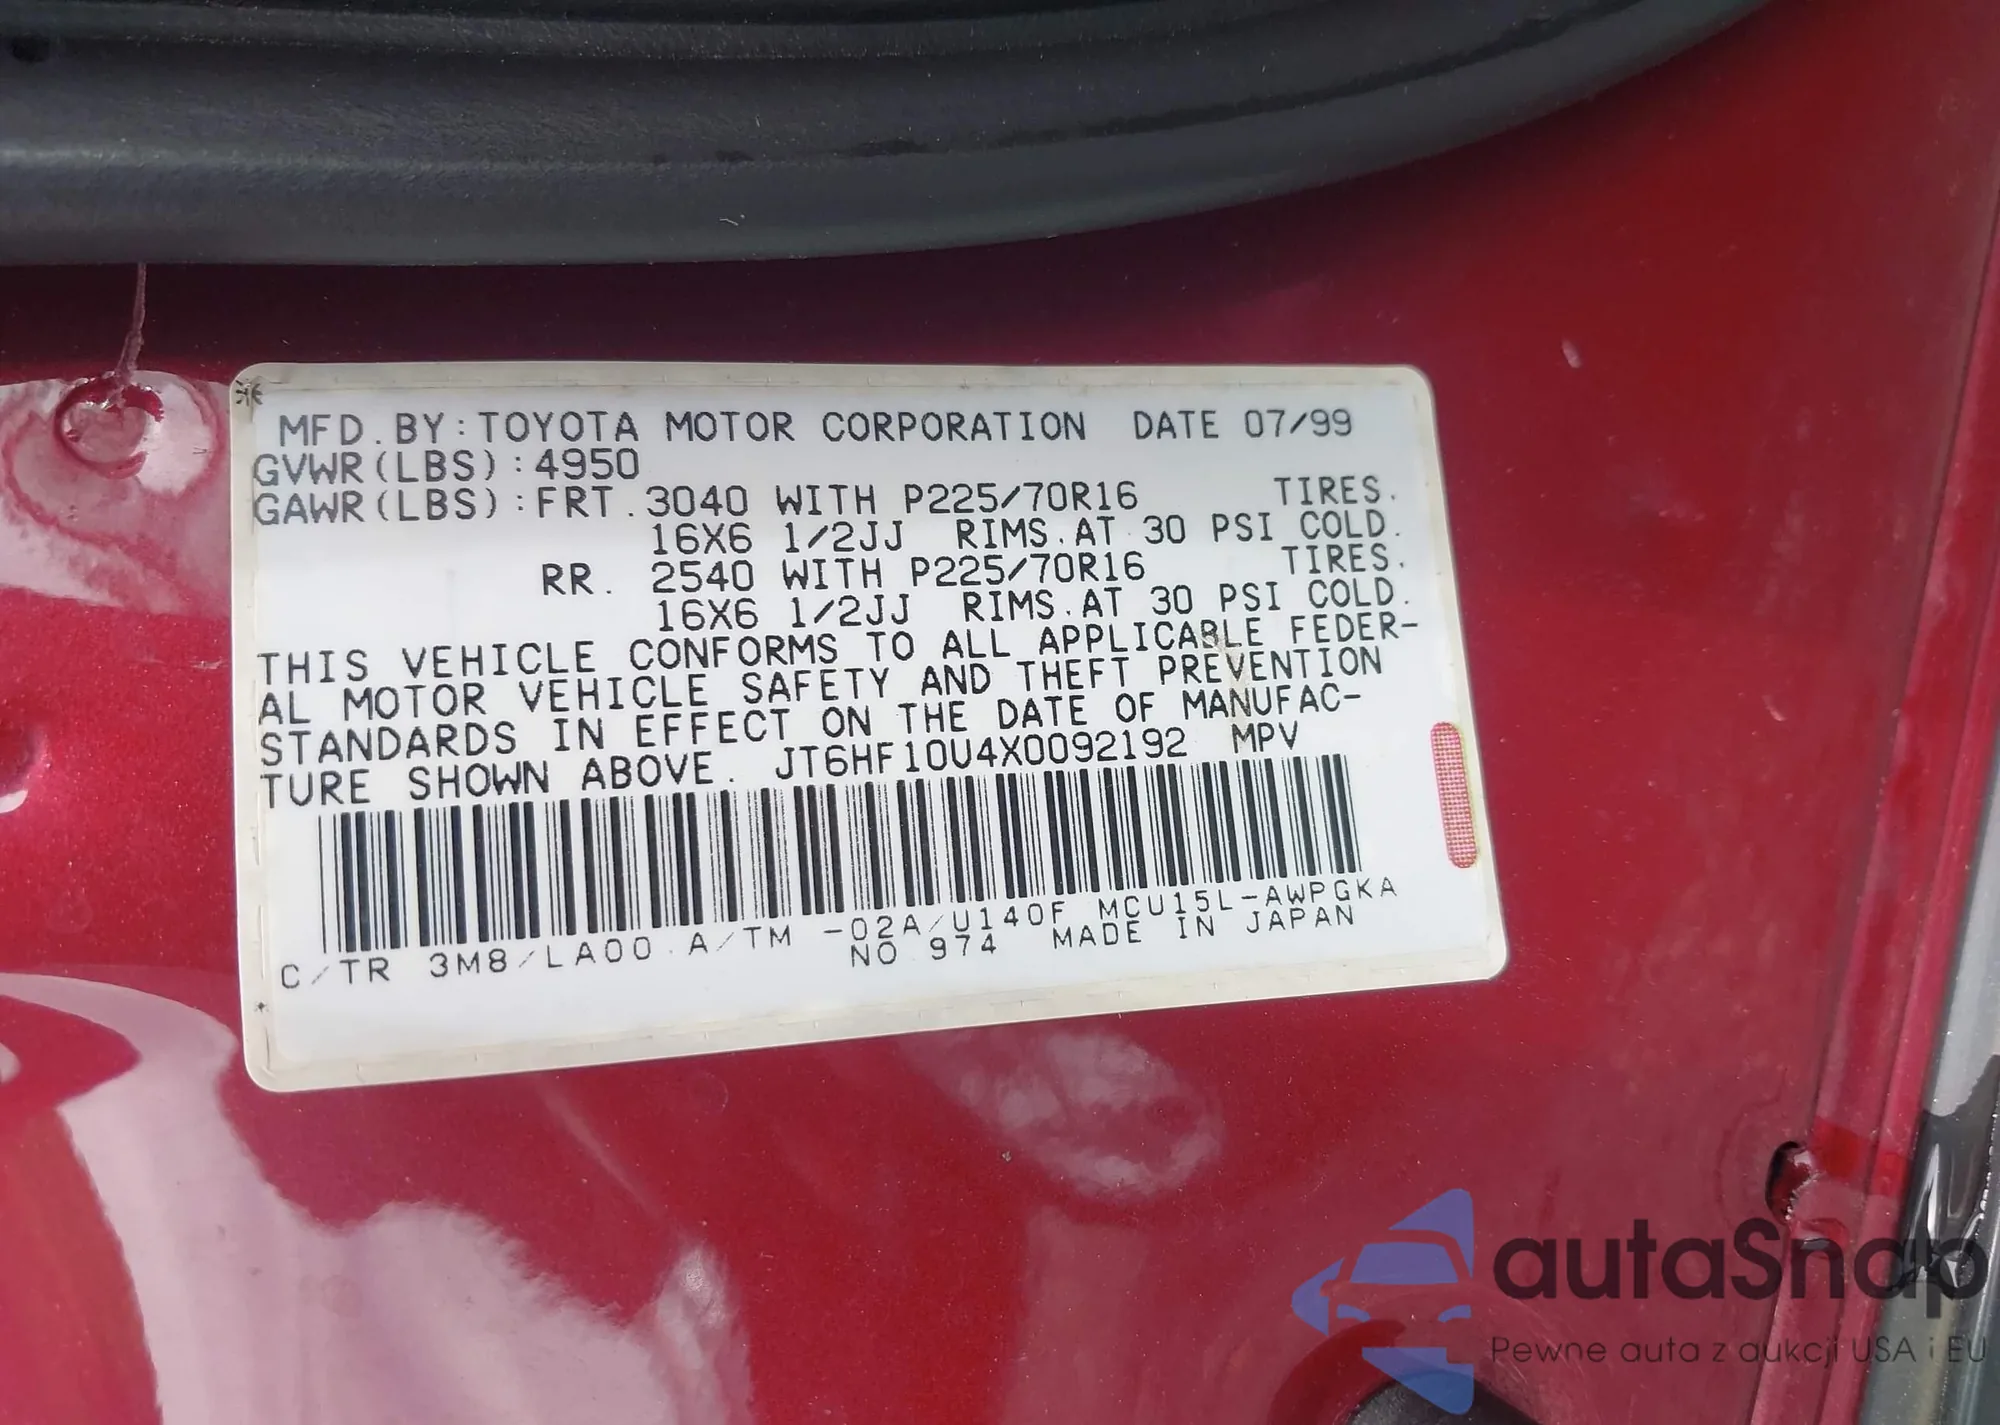 MFD.BY:TOYOTA MOTOR CORPORATION DATE 07/99
GVWR(LBS):4950
GAWR(LBS):FRT.3040 WITH P225/70R16 TIRES.
16X6 1/2JJ RIMS.AT 30 PSI COLD.
RR. 2540 WITH P225/70R16 TIRES.
16X6 1/2JJ RIMS.AT 30 PSI COLD.
THIS VEHICLE CONFORMS TO ALL APPLICABLE FEDER-
AL MOTOR VEHICLE SAFETY AND THEFT PREVENTION
STANDARDS IN EFFECT ON THE DATE OF MANUFAC-
TURE SHOWN ABOVE. JT6HF10U4X0092192 MPV
C/TR 3M8/LA00.A/TM -02A/U140F MCU15L-AWPGKA
NO.974 MADE IN JAPAN
autaSnap
Pewne auta z aukcji USA i EU